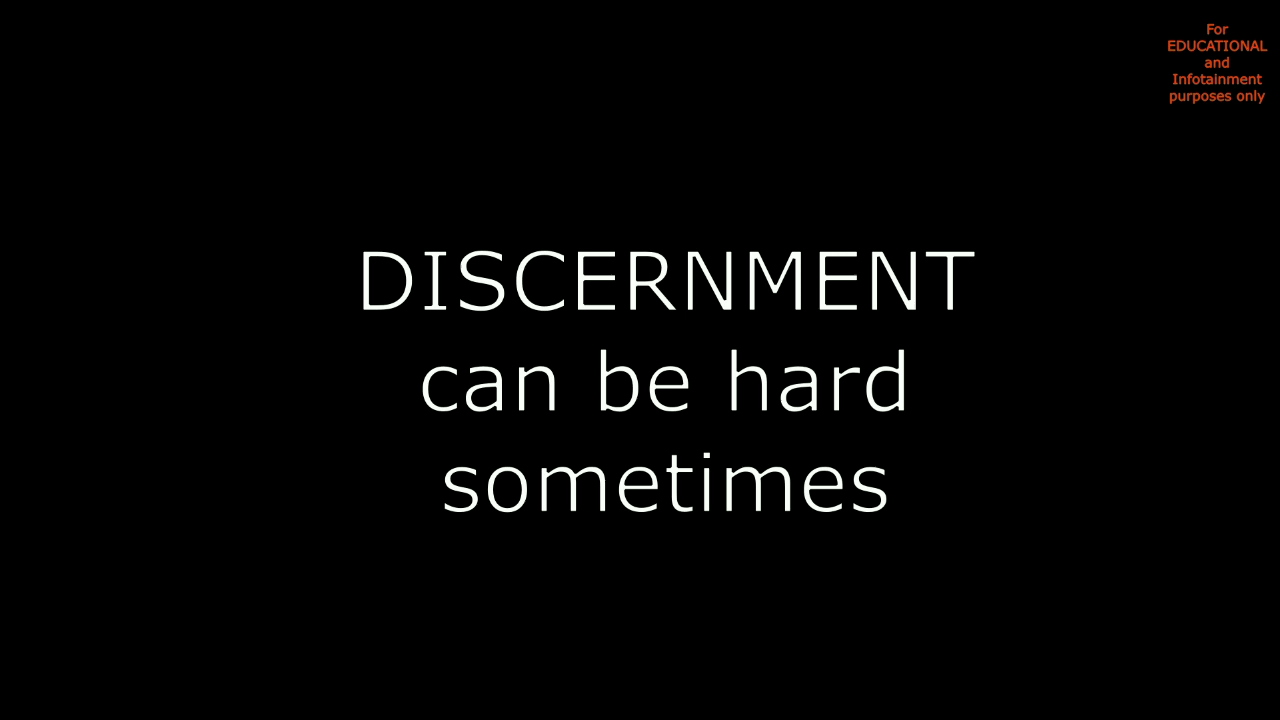 For
EDUCATIONAL
and
Infotainment
purposes only
DISCERNMENT
can be hard
sometimes